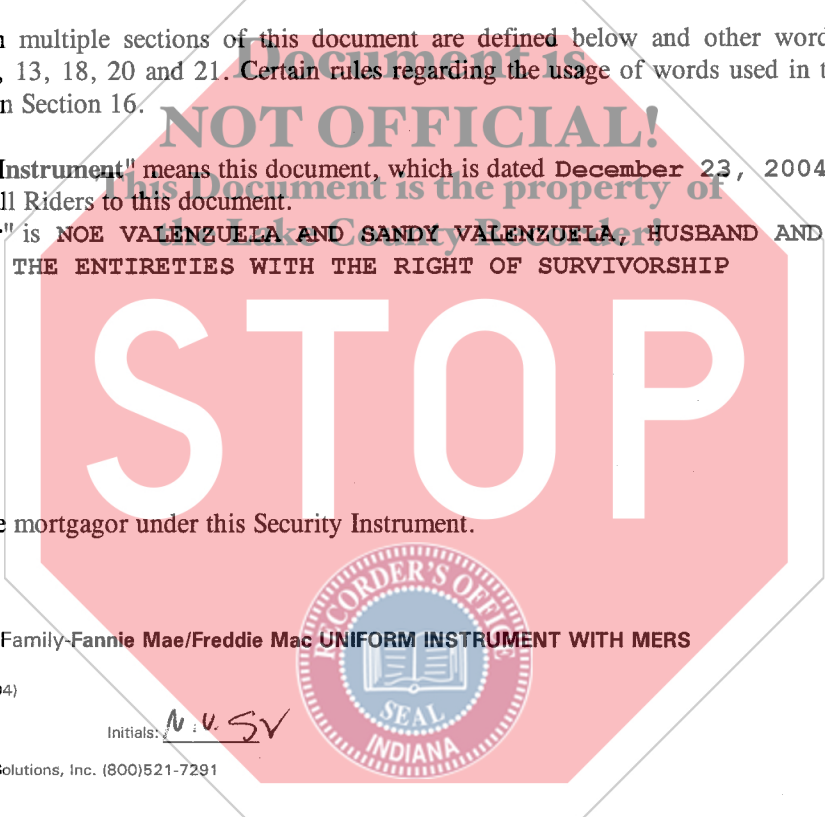 multiple sections of this document are defined below and other word
, 13, 18, 20 and 21. Certain rules regarding the usage of words used in t
n Section 16.
Document is
NOT OFFICIAL!
This Document is the property of
the Lake County Recorder!
Instrument" means this document, which is dated December 23, 2004
ll Riders to this document.
" is NOE VALENZUELA AND SANDY VALENZUELA, HUSBAND AND
THE ENTIRETIES WITH THE RIGHT OF SURVIVORSHIP
STOP
e mortgagor under this Security Instrument.
RECORDER'S OFFICE
SEAL
INDIANA
Family-Fannie Mae/Freddie Mac UNIFORM INSTRUMENT WITH MERS
04)
Initials: N.V. SV
Solutions, Inc. (800)521-7291